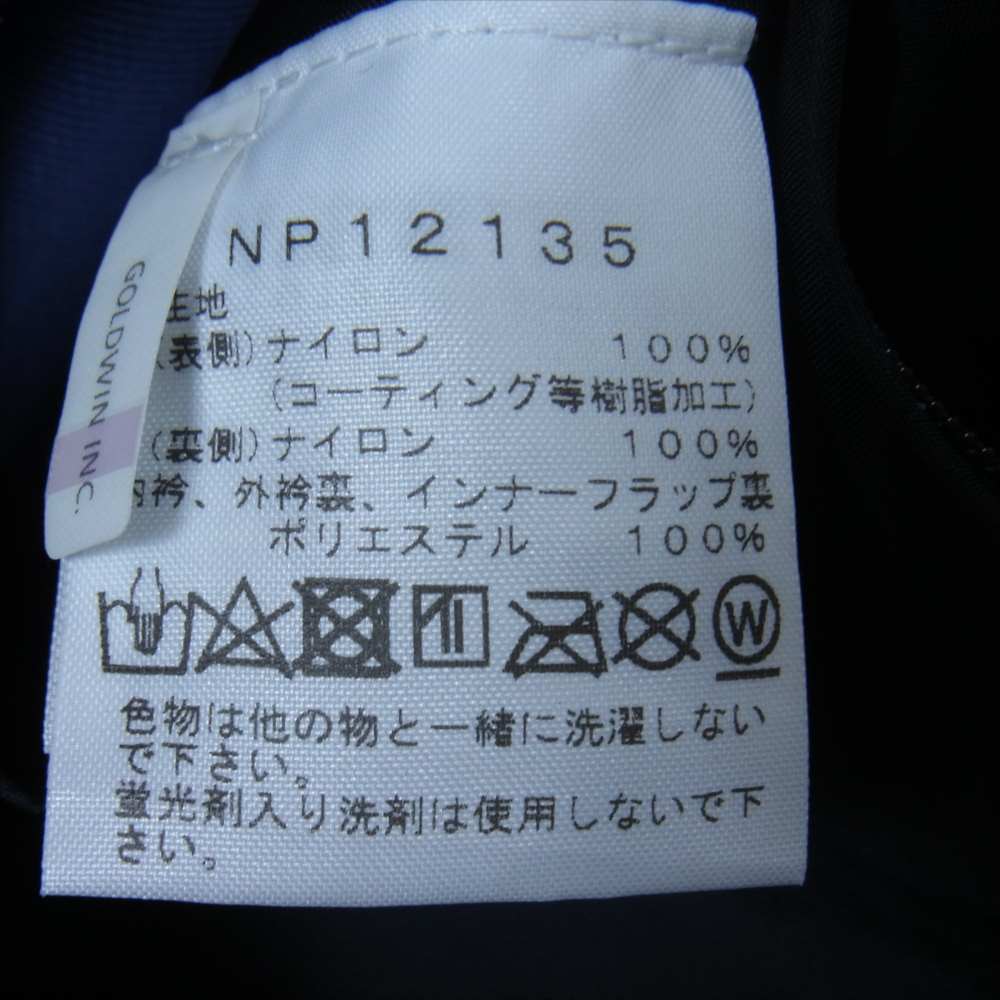 NP12135
GOLDWIN INC.
生地
(表側)ナイロン 100%
(コーティング等樹脂加工)
(裏側)ナイロン 100%
内衿、外衿裏、インナーフラップ裏
ポリエステル 100%
W
色物は他の物と一緒に洗濯しない
で下さい。
蛍光剤入り洗剤は使用しないで下
さい。